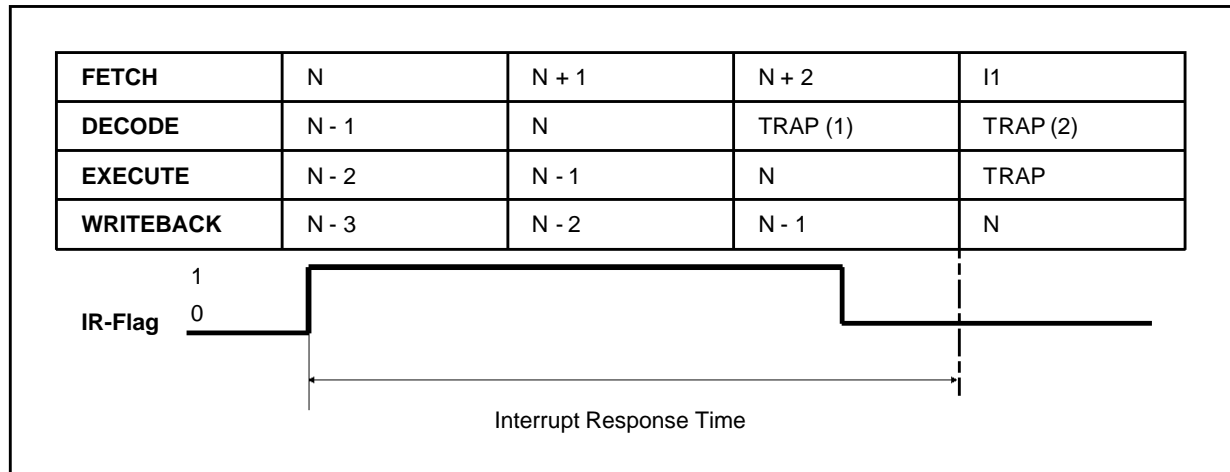 FETCH N N + 1 N + 2 I1
DECODE N - 1 N TRAP (1) TRAP (2)
EXECUTE N - 2 N - 1 N TRAP
WRITEBACK N - 3 N - 2 N - 1 N
1
IR-Flag 0
Interrupt Response Time